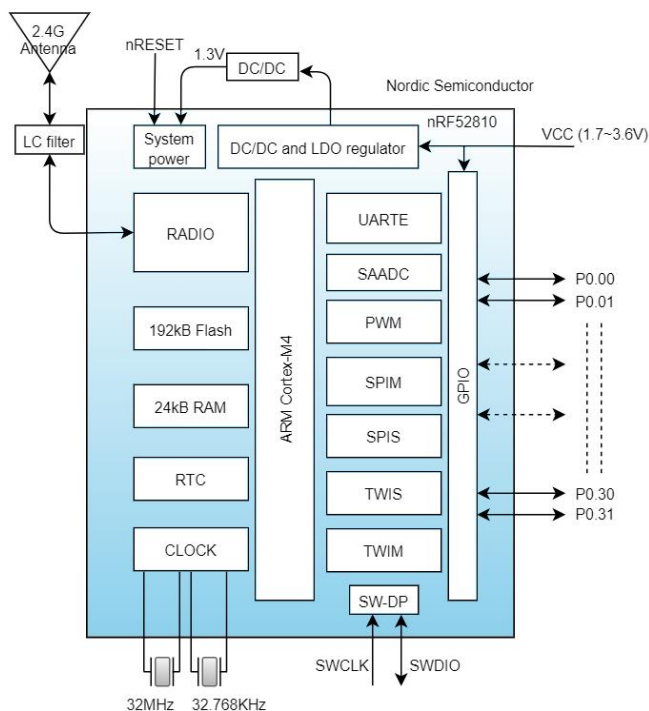 2.4G
Antenna
nRESET
1.3V
DC/DC
Nordic Semiconductor
LC filter
System
power
DC/DC and LDO regulator
nRF52810
VCC (1.7~3.6V)
RADIO
UARTE
SAADC
P0.00
P0.01
192kB Flash
PWM
ARM Cortex-M4
GPIO
24kB RAM
SPIM
SPIS
RTC
TWIS
P0.30
P0.31
CLOCK
TWIM
SW-DP
SWCLK
SWDIO
32MHz
32.768KHz